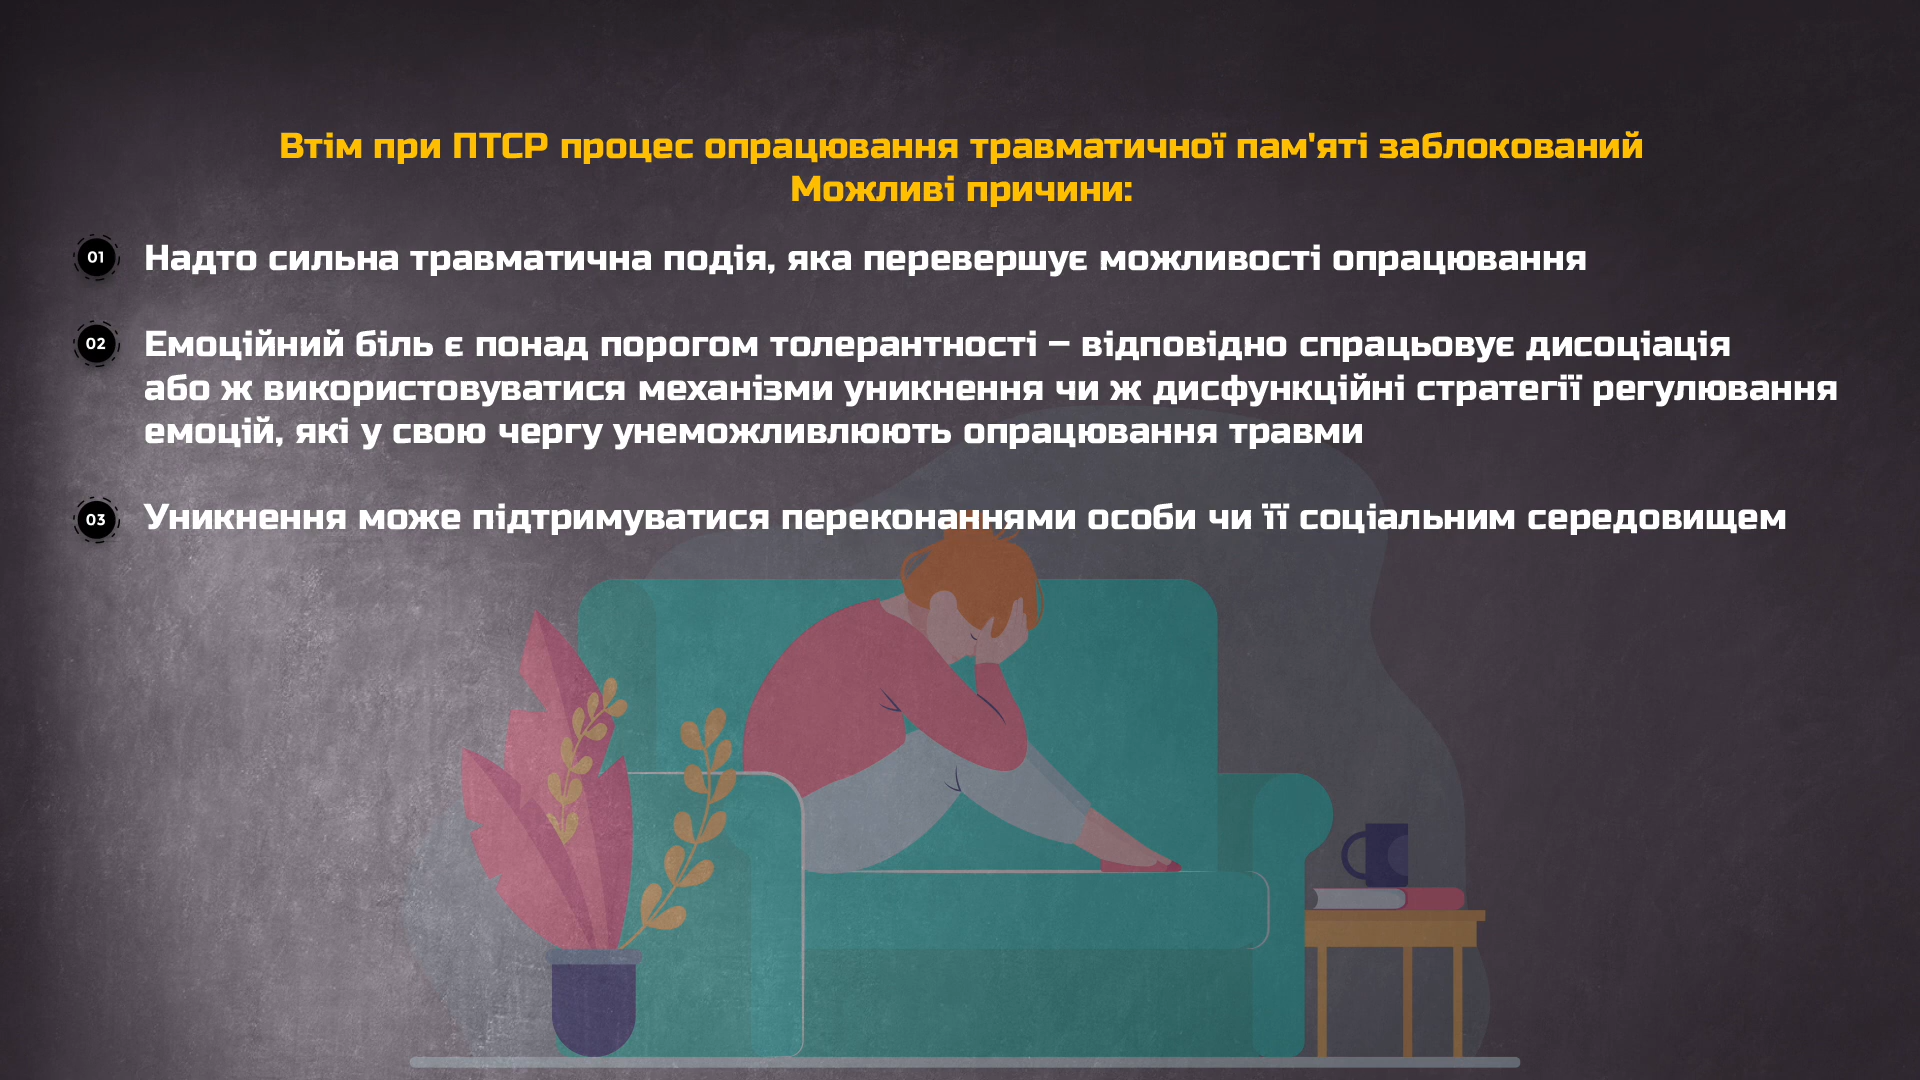 Втім при ПТСР процес опрацювання травматичної пам'яті заблокований
Можливі причини:
01 Надто сильна травматична подія, яка перевершує можливості опрацювання
02 Емоційний біль є понад порогом толерантності – відповідно спрацьовує дисоціація
або ж використовуватися механізми уникнення чи ж дисфункційні стратегії регулювання
емоцій, які у свою чергу унеможливлюють опрацювання травми
03 Уникнення може підтримуватися переконаннями особи чи її соціальним середовищем